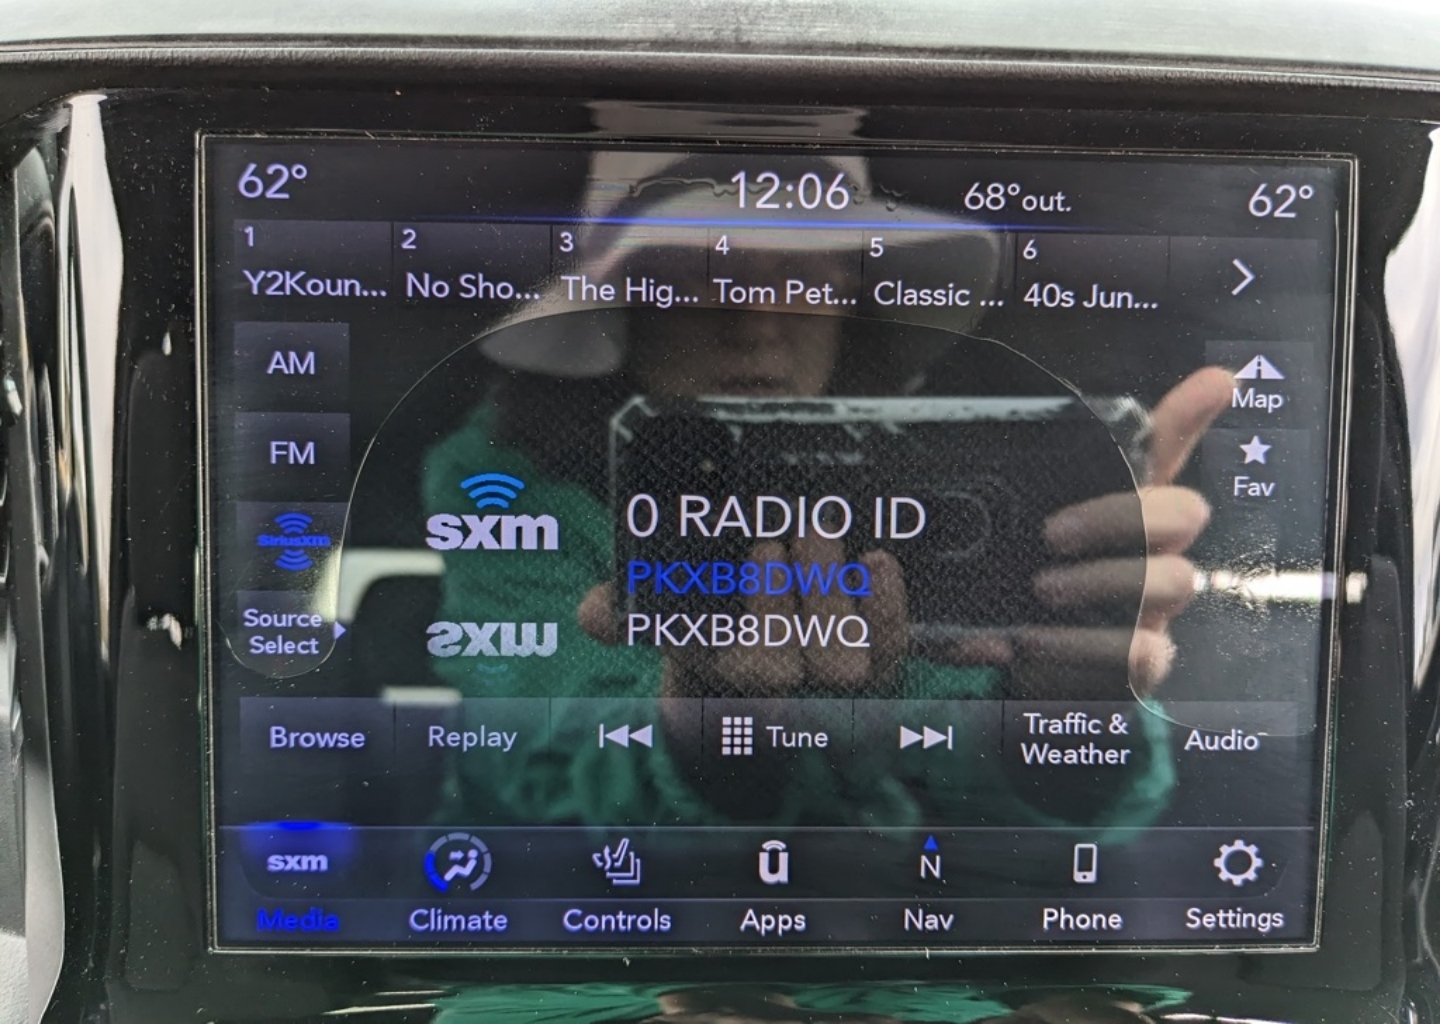 62° 12:06 68°out. 62°
1 2 3 4 5 6
Y2Koun... No Sho... The Hig... Tom Pet... Classic ... 40s Jun...
AM
Map
FM
Fav
sxm
0 RADIO ID
SiriusXM
PKXB8DWQ
PKXB8DWQ
Source
Select
Browse Replay Tune Traffic &
Weather Audio
sxm u N
Media Climate Controls Apps Nav Phone Settings